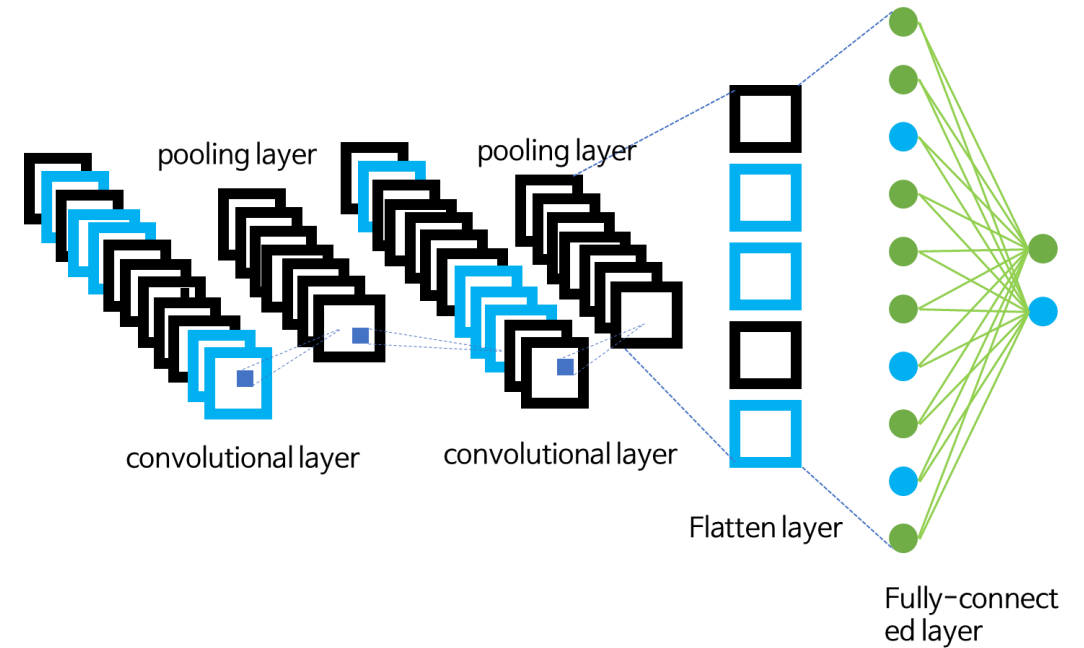 pooling layer
pooling layer
convolutional layer
convolutional layer
Flatten layer
Fully-connect
ed layer